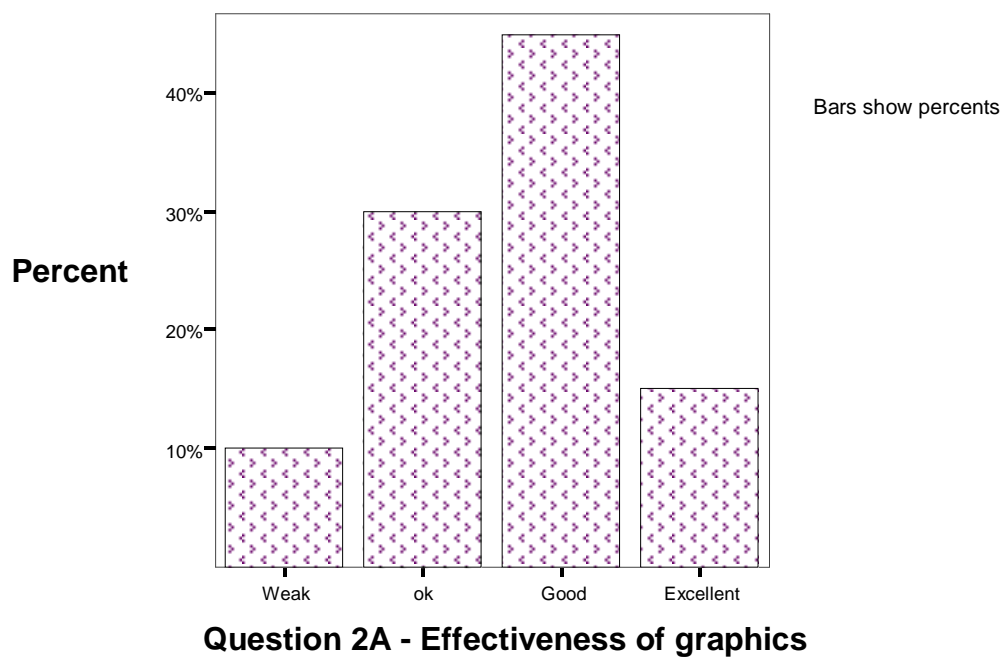 40%
Bars show percents
30%
Percent
20%
10%
Weak ok Good Excellent
Question 2A - Effectiveness of graphics